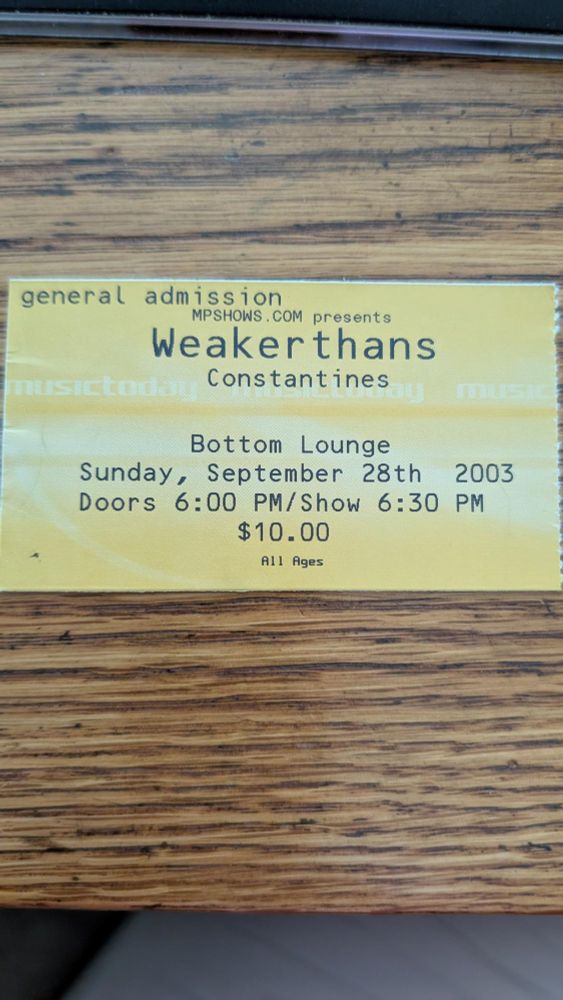 general admission
MPSHOWS.COM presents
Weakerthans
Constantines
musictoday musictoday music
Bottom Lounge
Sunday, September 28th 2003
Doors 6:00 PM/Show 6:30 PM
$10.00
All Ages